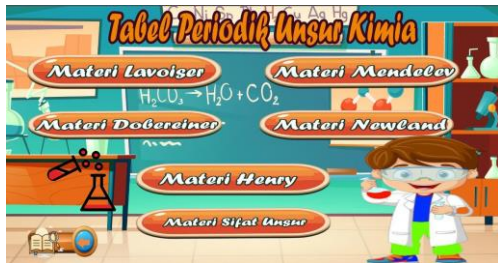 Tabel Periodik Unsur Kimia
Materi Lavoiser
Materi Mendelev
H₂CO₃ → H₂O + CO₂
Materi Dobereiner
Materi Newland
Materi Henry
Materi Sifat Unsur